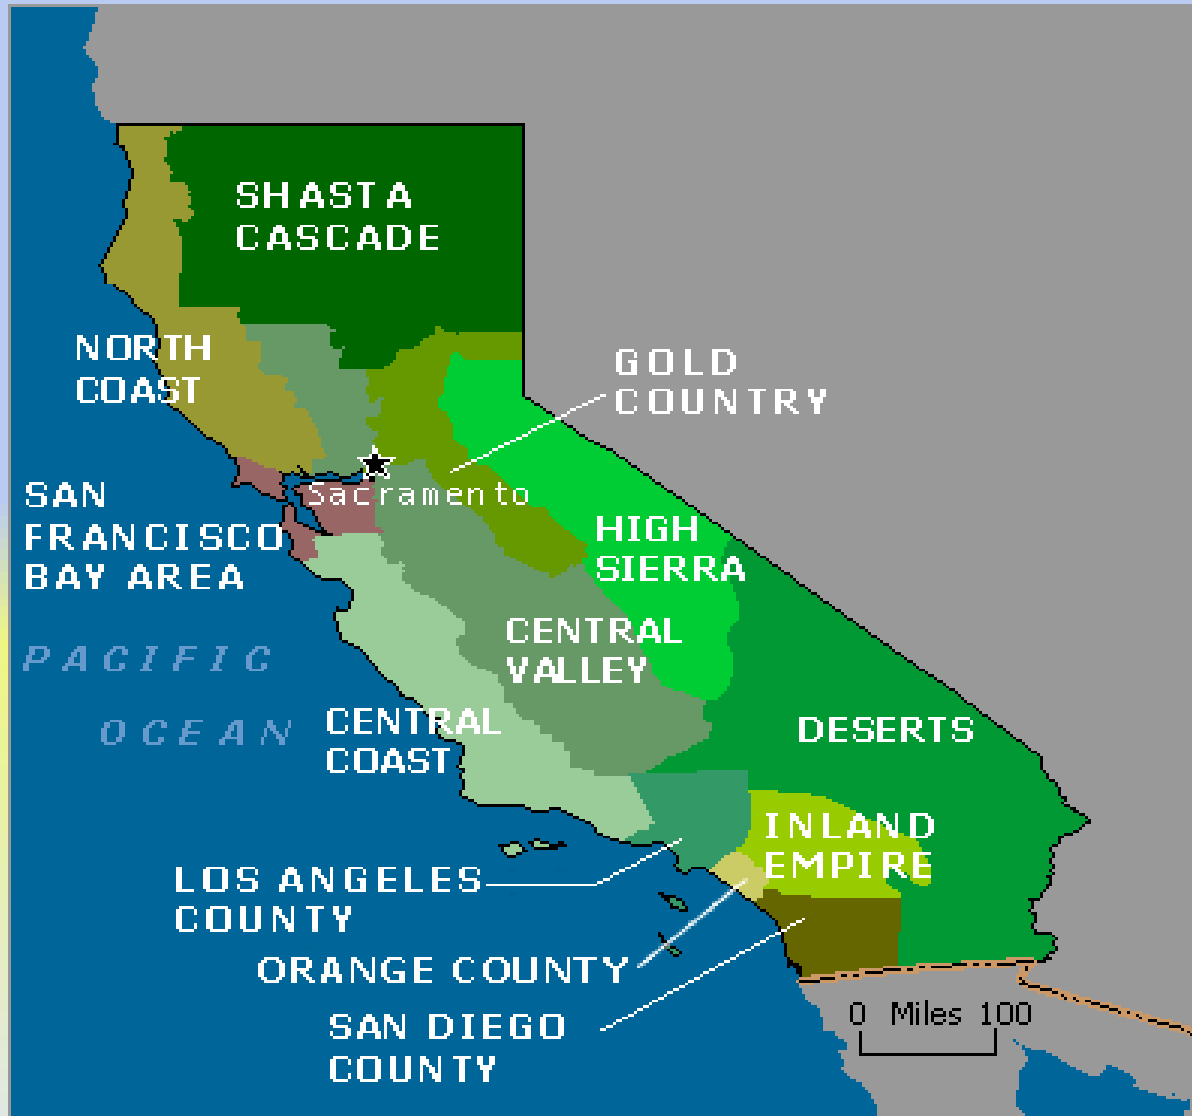 SHASTA
CASCADE
NORTH
COAST
GOLD
COUNTRY
Sacramento
SAN
FRANCISCO
BAY AREA
HIGH
SIERRA
CENTRAL
VALLEY
PACIFIC
OCEAN
CENTRAL
COAST
DESERTS
INLAND
EMPIRE
LOS ANGELES
COUNTY
ORANGE COUNTY
SAN DIEGO
COUNTY
0 Miles 100